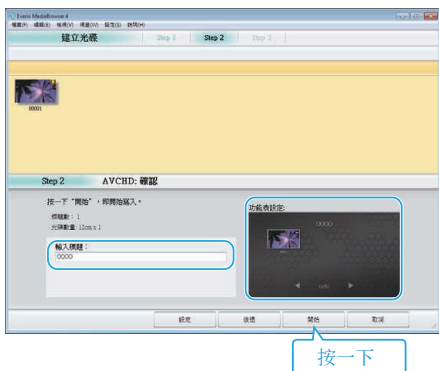 Everio MediaBrowser 4
檔案(F) 編輯(E) 檢視(V) 視窗(W) 設定(S) 說明(H)
建立光碟 Step 1 Step 2 Step 3
00001
Step 2 AVCHD: 確認
按一下 "開始",即開始寫入。
標題數: 1
光碟數量: 12cm x 1
輸入標題:
0000
功能表設定:
0000
設定 後退 開始 取消
按一下